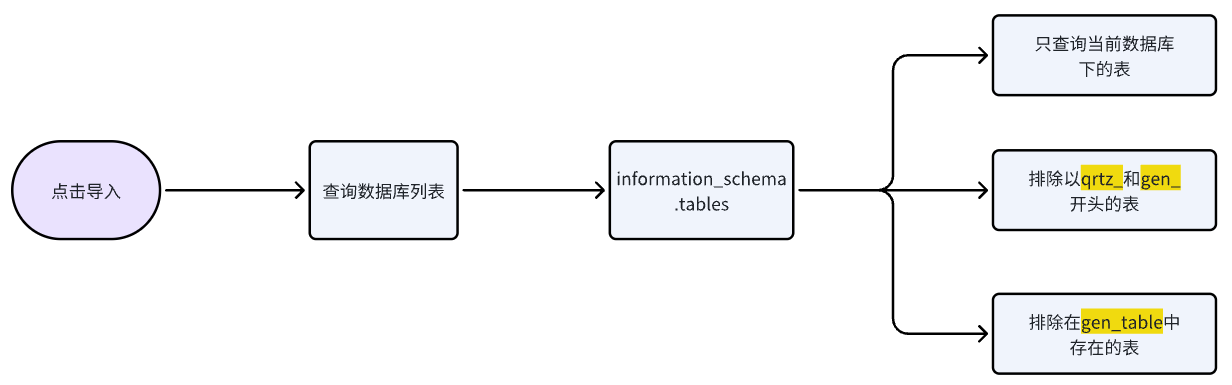 点击导入
查询数据库列表
information_schema
.tables
只查询当前数据库
下的表
排除以qrtz_和gen_
开头的表
排除在gen_table中
存在的表